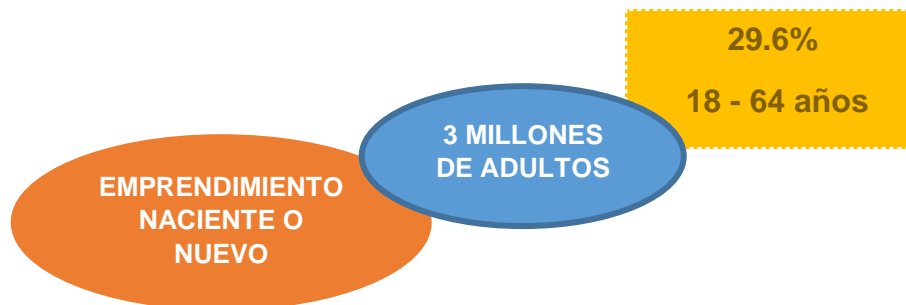 29.6%
18 - 64 años
3 MILLONES
DE ADULTOS
EMPRENDIMIENTO
NACIENTE O
NUEVO